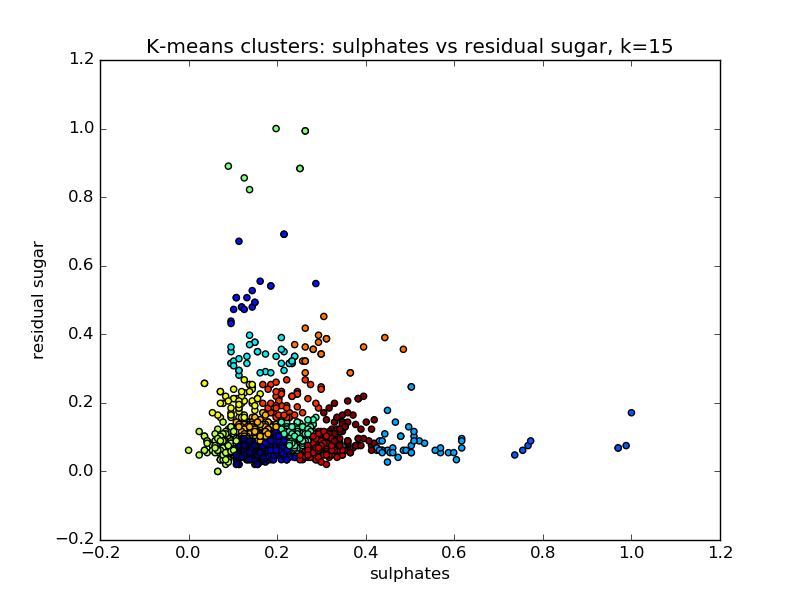 K-means clusters: sulphates vs residual sugar, k=15
1.2
1.0
0.8
0.6
0.4
0.2
0.0
−0.2
residual sugar
−0.2 0.0 0.2 0.4 0.6 0.8 1.0 1.2
sulphates